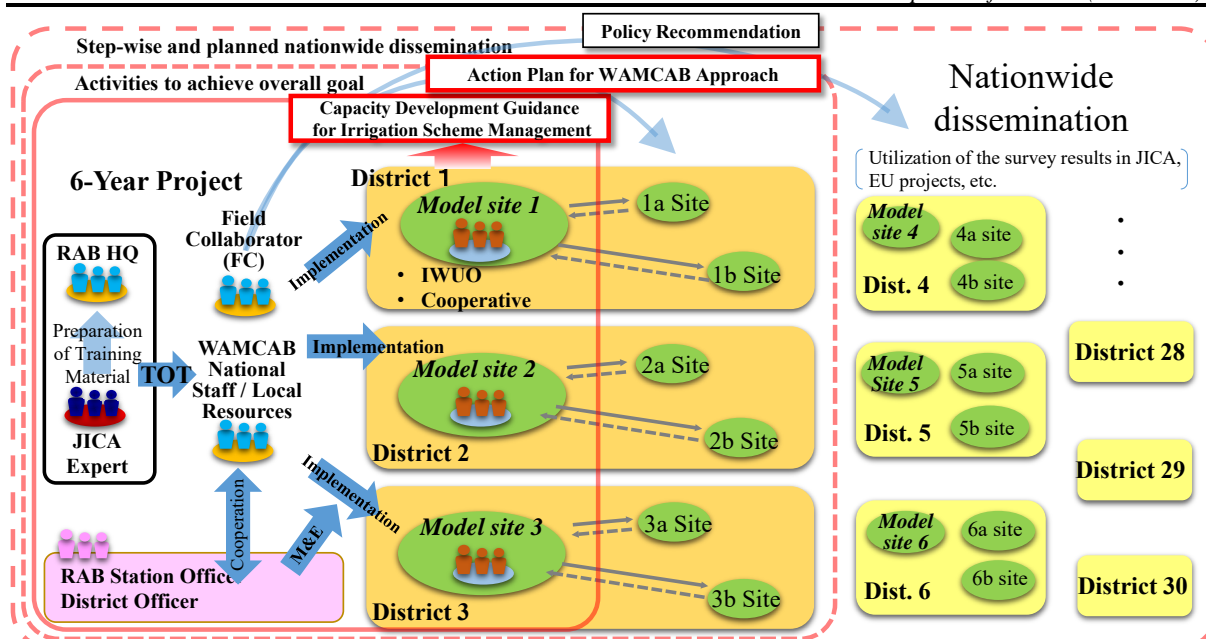 Step-wise and planned nationwide dissemination
Policy Recommendation
Activities to achieve overall goal
Action Plan for WAMCAB Approach
Capacity Development Guidance
for Irrigation Scheme Management
Nationwide
dissemination
Utilization of the survey results in JICA,
EU projects, etc.
6-Year Project
RAB HQ
Preparation
of Training
Material
JICA
Expert
TOT
Field
Collaborator
(FC)
WAMCAB
National
Staff / Local
Resources
Cooperation
M&E
RAB Station Office
District Officer
Implementation
Implementation
Implementation
District 1
Model site 1
• IWUO
• Cooperative
1a Site
1b Site
Model site 2
District 2
2a Site
2b Site
Model site 3
District 3
3a Site
3b Site
Model
site 4
4a site
4b site
Dist. 4
Model
Site 5
5a site
5b site
Dist. 5
Model
site 6
6a site
6b site
Dist. 6
•
•
•
District 28
District 29
District 30